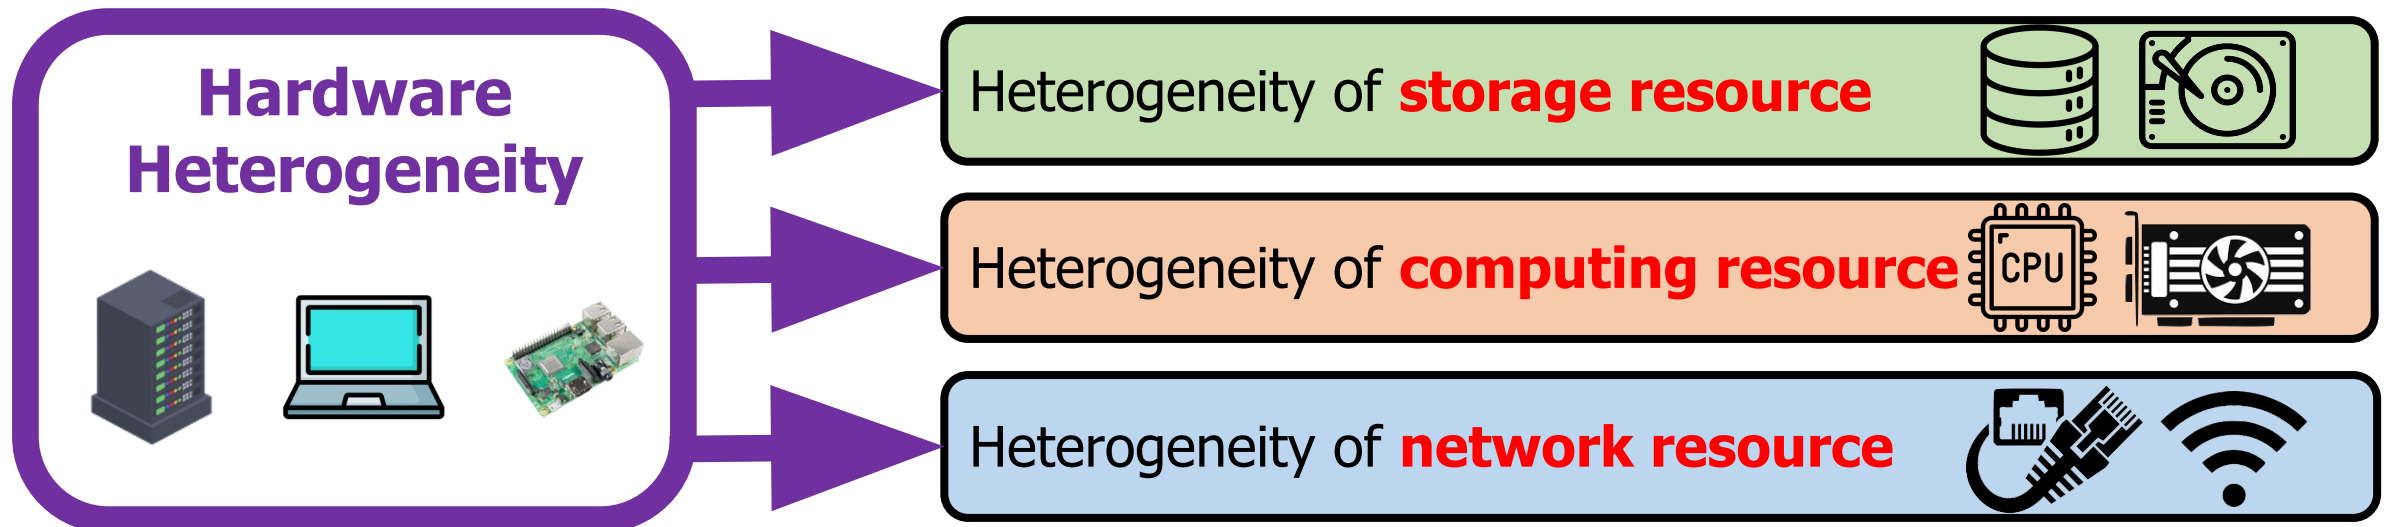 Hardware
Heterogeneity
Heterogeneity of storage resource
Heterogeneity of computing resource
CPU
Heterogeneity of network resource